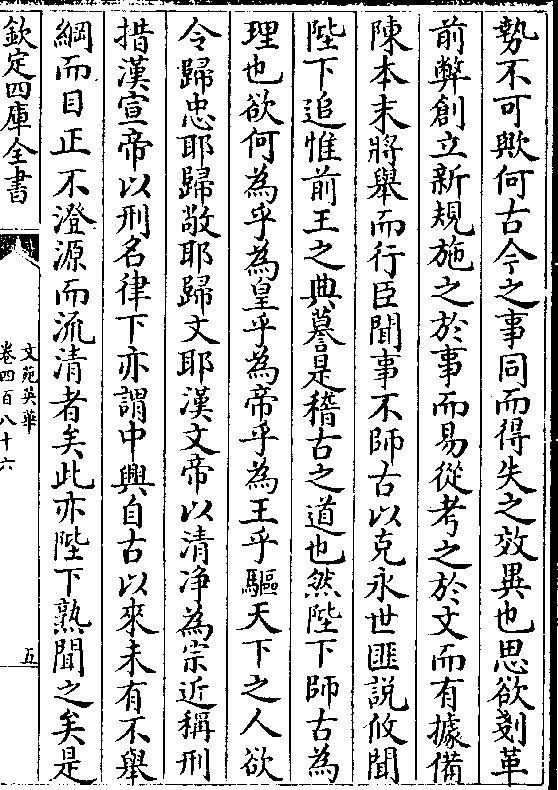 勢不可歟何古今之事同而得失之效異也思欲剗革
前弊創立新規施之於事而易從考之於文而有據備
陳本末將舉而行臣聞事不師古以克永世匪說攸聞
陛下追惟前王之典謩是稽古之道也然陛下師古為
理也欲何為乎為皇乎為帝乎為王乎驅天下之人欲
令歸忠耶歸敬耶歸文耶漢文帝以清净為宗近稱刑
措漢宣帝以刑名律下亦謂中興自古以來未有不舉
綱而目正不澄源而流清者矣此亦陛下熟聞之矣是
欽定四庫全書
文苑英華
卷四百八十六
五